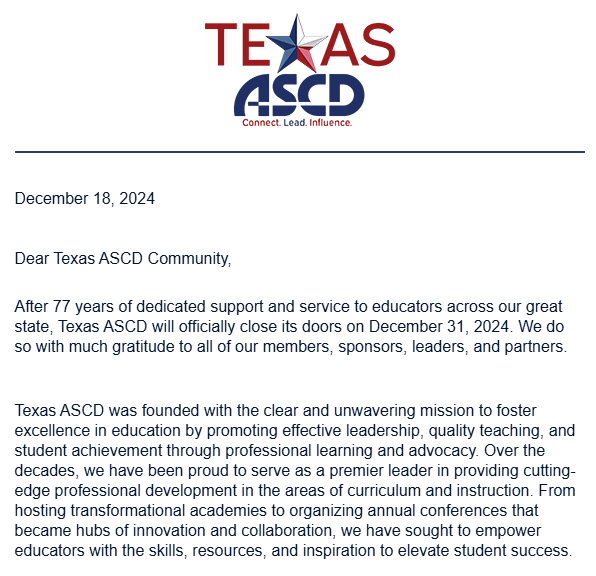 TEXAS
ASCD
Connect. Lead. Influence.
December 18, 2024
Dear Texas ASCD Community,
After 77 years of dedicated support and service to educators across our great
state, Texas ASCD will officially close its doors on December 31, 2024. We do
so with much gratitude to all of our members, sponsors, leaders, and partners.
Texas ASCD was founded with the clear and unwavering mission to foster
excellence in education by promoting effective leadership, quality teaching, and
student achievement through professional learning and advocacy. Over the
decades, we have been proud to serve as a premier leader in providing cutting-
edge professional development in the areas of curriculum and instruction. From
hosting transformational academies to organizing annual conferences that
became hubs of innovation and collaboration, we have sought to empower
educators with the skills, resources, and inspiration to elevate student success.